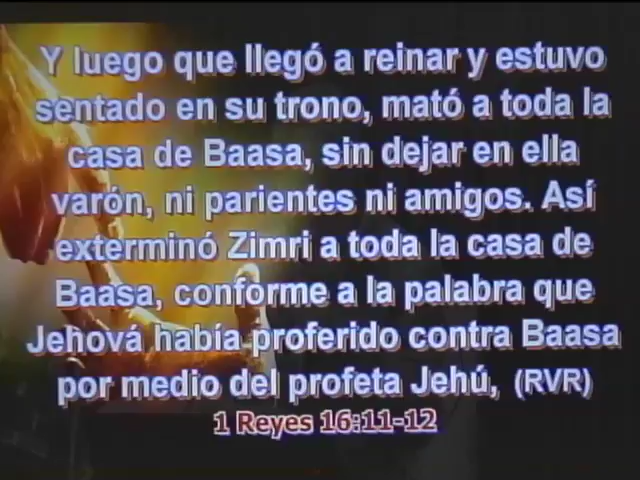 Y luego que llegó a reinar y estuvo
sentado en su trono, mató a toda la
casa de Baasa, sin dejar en ella
varón, ni parientes ni amigos. Así
exterminó Zimri a toda la casa de
Baasa, conforme a la palabra que
Jehová había proferido contra Baasa
por medio del profeta Jehú, (RVR)
1 Reyes 16:11-12